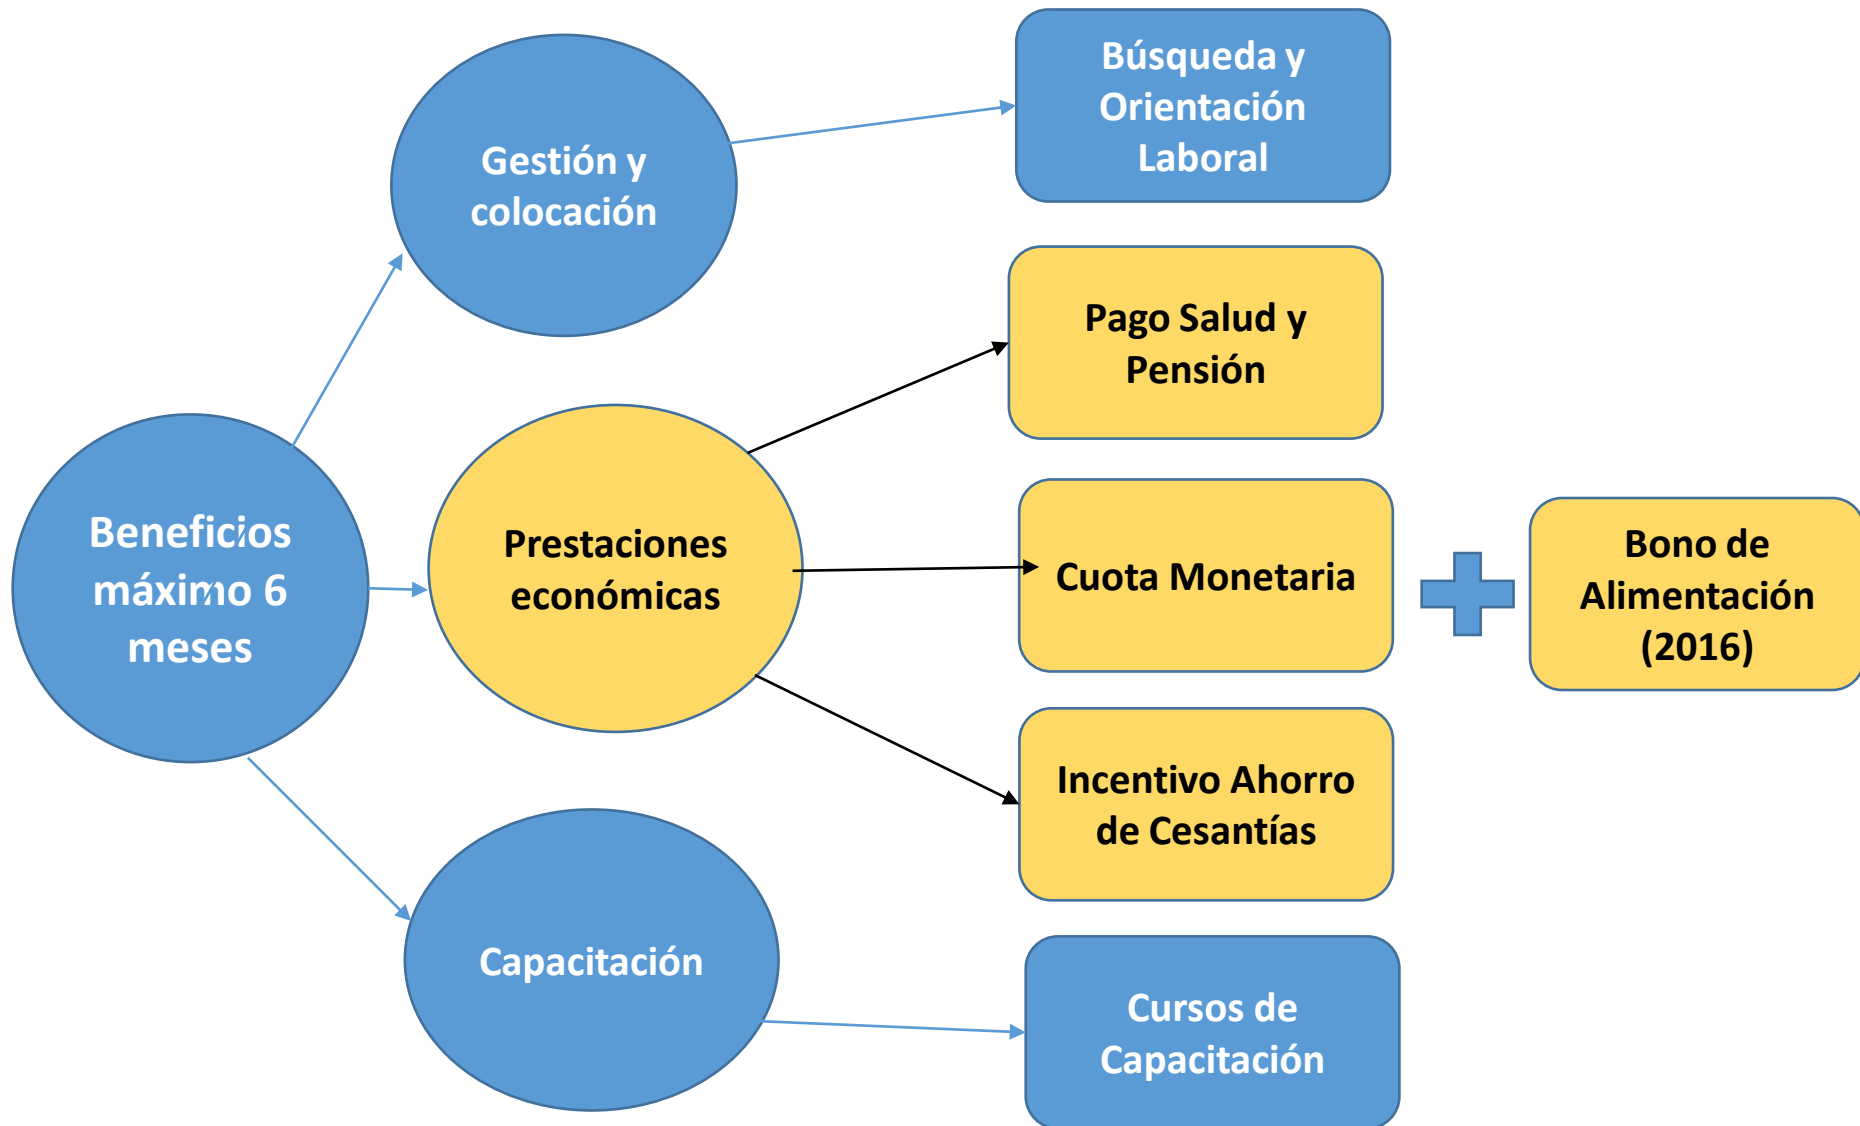 Búsqueda y
Orientación
Laboral
Gestión y
colocación
Pago Salud y
Pensión
Beneficios
máximo 6
meses
Prestaciones
económicas
Cuota Monetaria
Bono de
Alimentación
(2016)
Incentivo Ahorro
de Cesantías
Capacitación
Cursos de
Capacitación